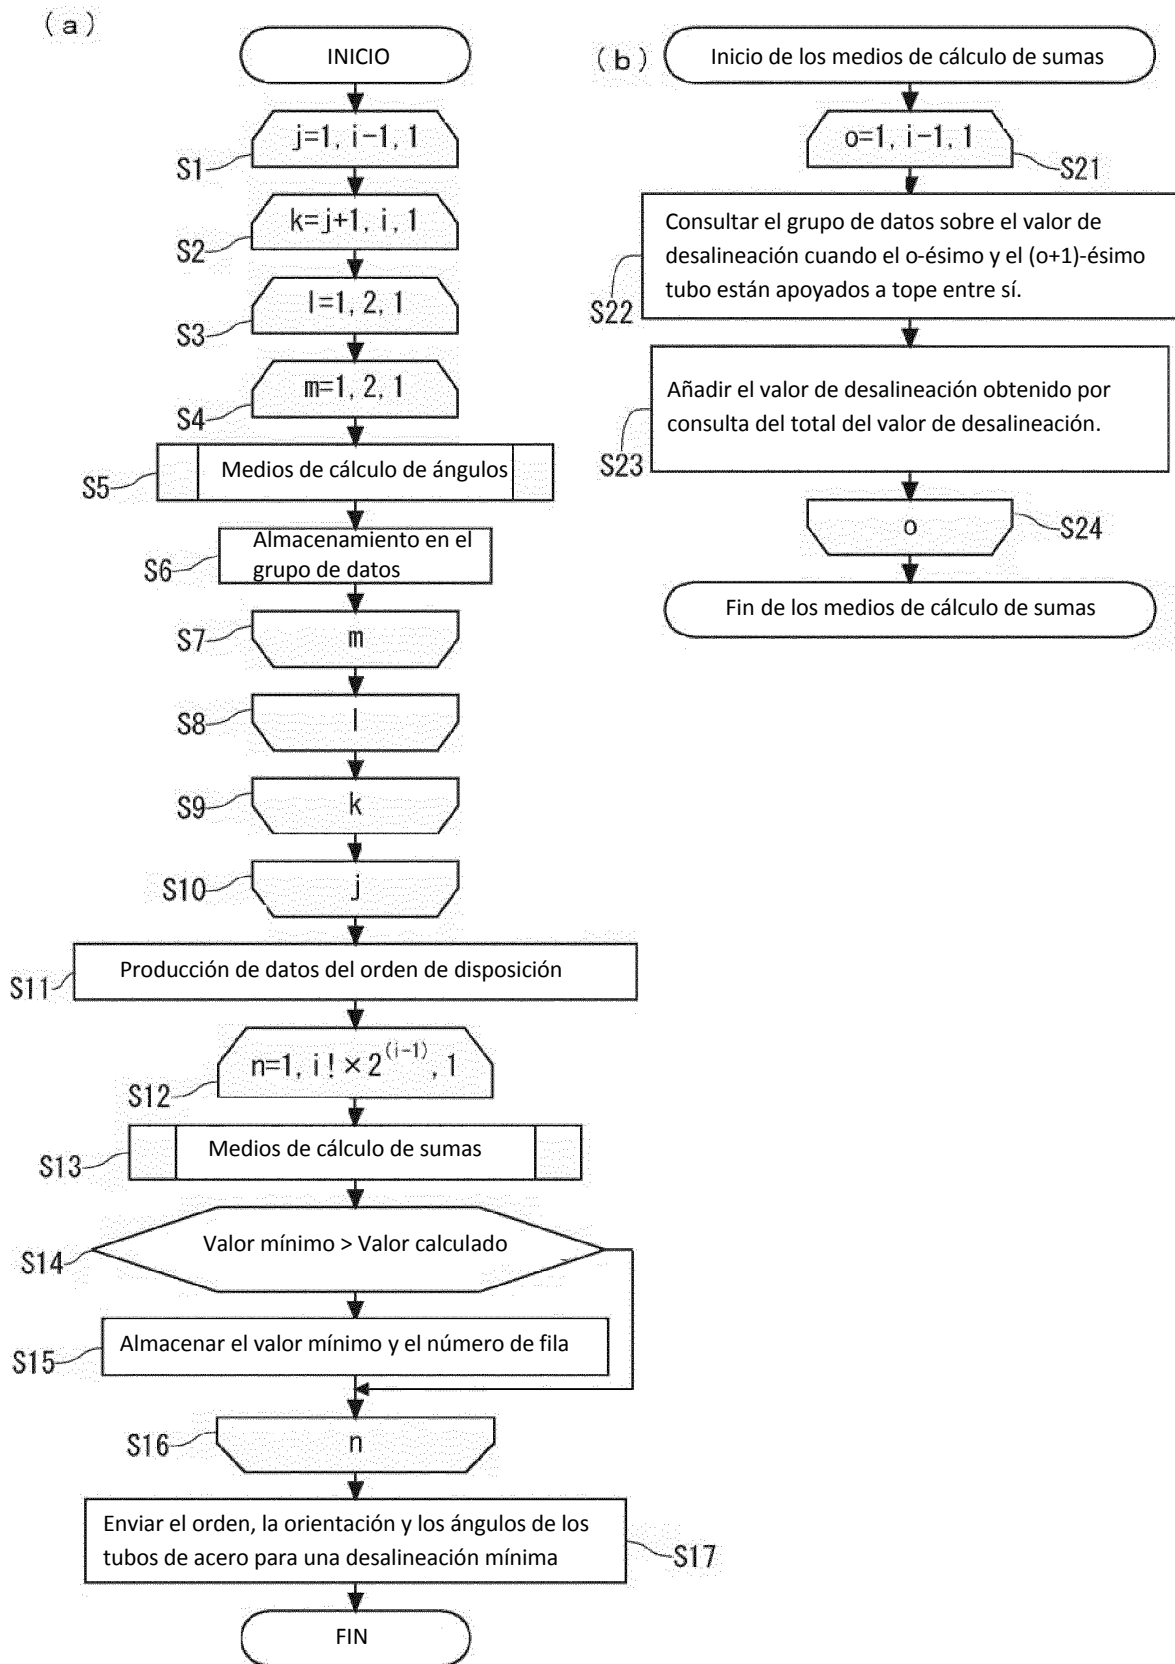 (a)
INICIO
j=1, i-1, 1
S1
k=j+1, i, 1
S2
l=1, 2, 1
S3
m=1, 2, 1
S4
Medios de cálculo de ángulos
S5
Almacenamiento en el
grupo de datos
S6
m
S7
l
S8
k
S9
j
S10
Producción de datos del orden de disposición
S11
n=1, i! × 2^(i-1), 1
S12
Medios de cálculo de sumas
S13
Valor mínimo > Valor calculado
S14
Almacenar el valor mínimo y el número de fila
S15
n
S16
Enviar el orden, la orientación y los ángulos de los
tubos de acero para una desalineación mínima
S17
FIN
(b)
Inicio de los medios de cálculo de sumas
o=1, i-1, 1
S21
Consultar el grupo de datos sobre el valor de
desalineación cuando el o-ésimo y el (o+1)-ésimo
tubo están apoyados a tope entre sí.
S22
Añadir el valor de desalineación obtenido por
consulta del total del valor de desalineación.
S23
o
S24
Fin de los medios de cálculo de sumas